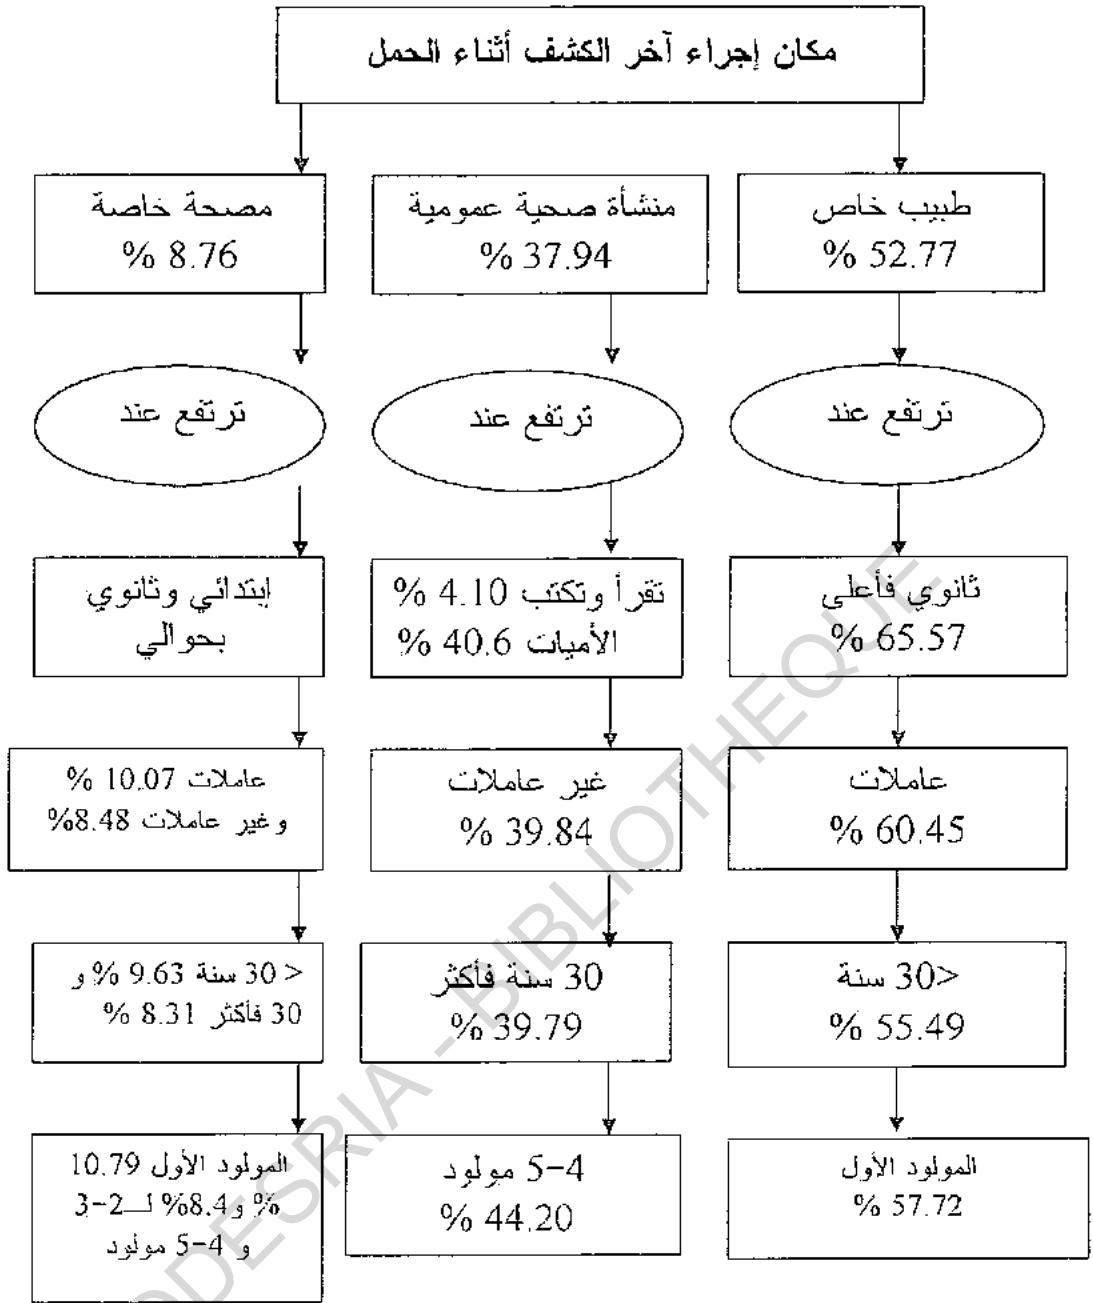 مكان إجراء آخر الكشف أثناء الحمل
طبيب خاص
% 52.77
منشأة صحية عمومية
% 37.94
مصحة خاصة
% 8.76
ترتفع عند
ترتفع عند
ترتفع عند
ثانوي فأعلى
% 65.57
تقرأ وتكتب 4.10 %
الأميات 40.6 %
إبتدائي وثانوي
بحوالي
عاملات
% 60.45
غير عاملات
% 39.84
عاملات 10.07 %
وغير عاملات 8.48%
<30 سنة
% 55.49
30 سنة فأكثر
% 39.79
< 30 سنة 9.63 % و
30 فأكثر 8.31 %
المولود الأول
% 57.72
4-5 مولود
% 44.20
المولود الأول 10.79
% و8.4% لـ2-3
و 4-5 مولود
ODESRIA - BIBLIOTHEQUE